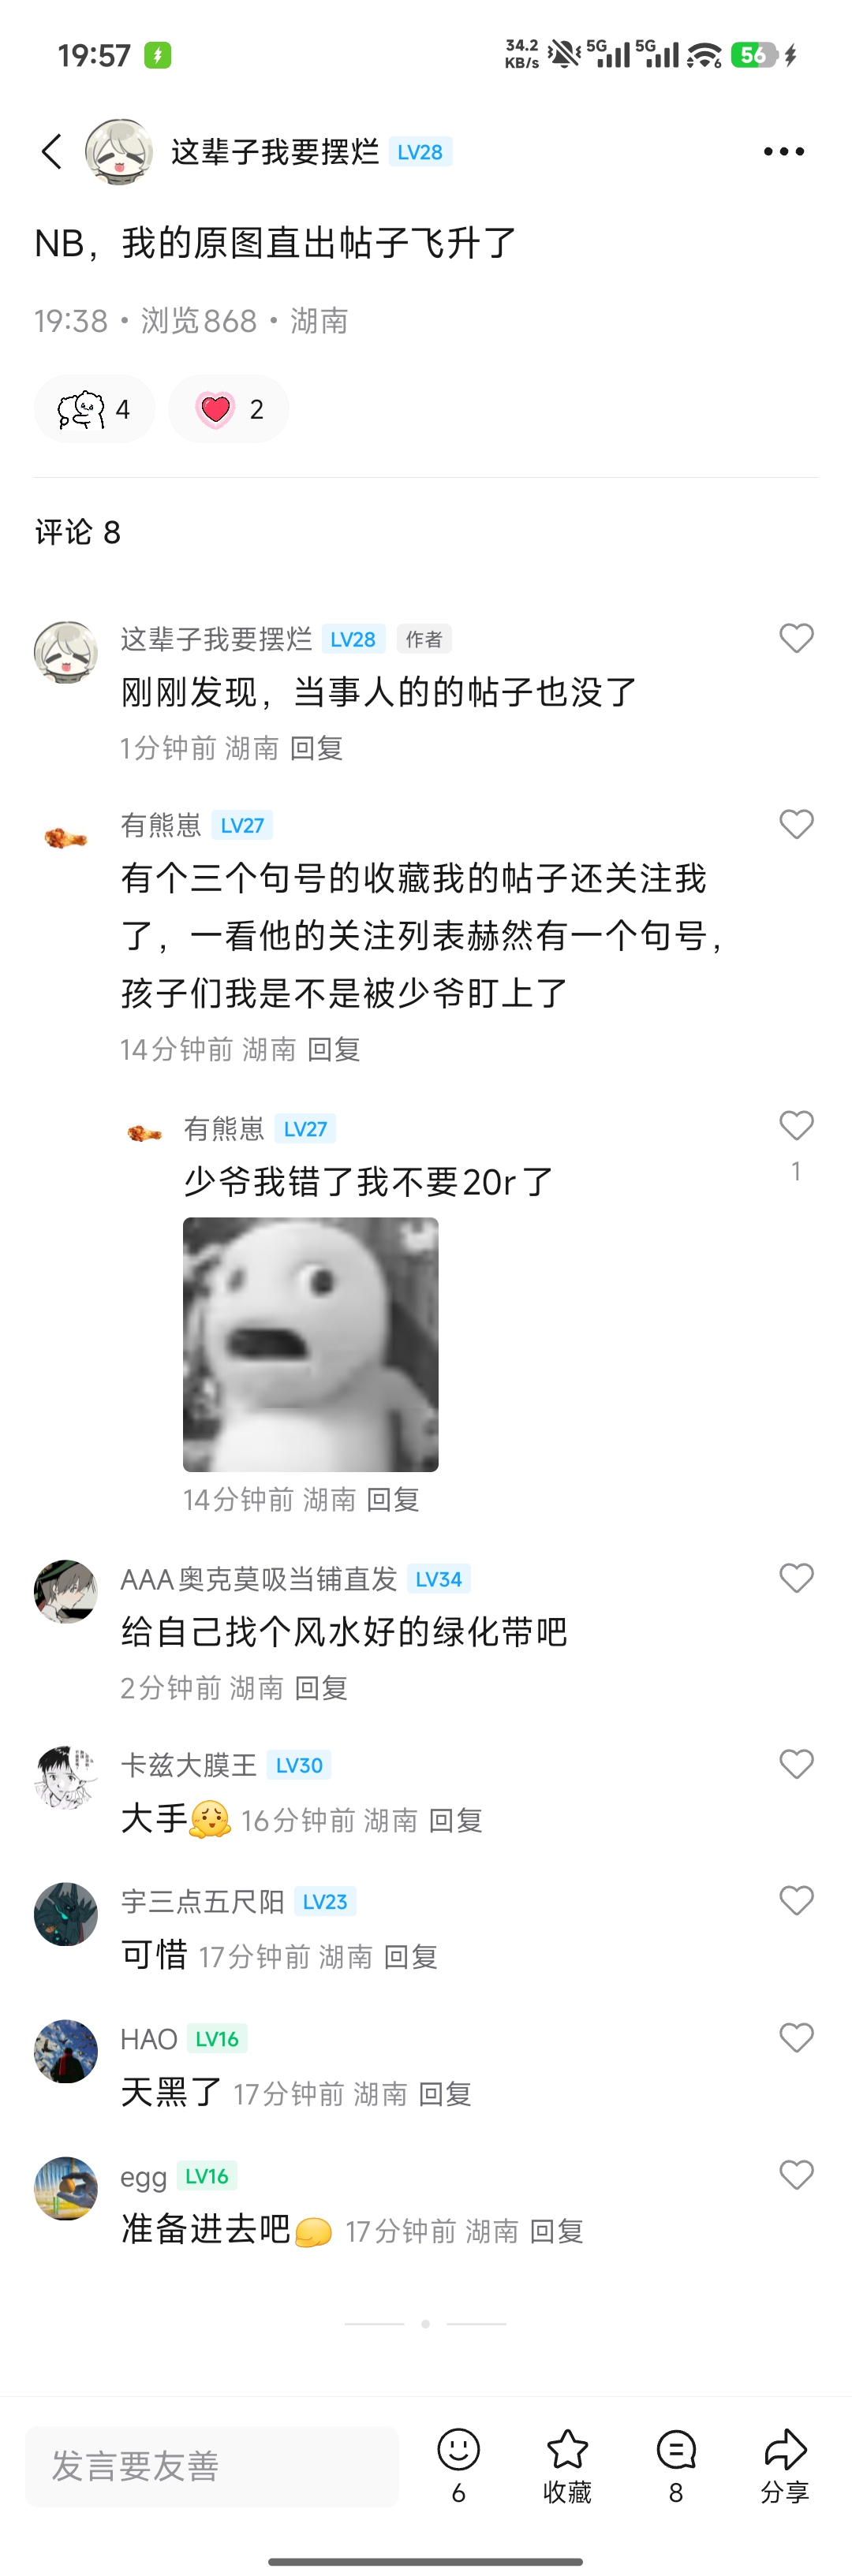 19:57
34.2
KB/s
5G
5G
6
56
这辈子我要摆烂 LV28
NB，我的原图直出帖子飞升了
19:38 • 浏览868 • 湖南
4
2
评论 8
这辈子我要摆烂 LV28 作者
刚刚发现，当事人的的帖子也没了
1分钟前 湖南 回复
有熊崽 LV27
有个三个句号的收藏我的帖子还关注我
了，一看他的关注列表赫然有一个句号，
孩子们我是不是被少爷盯上了
14分钟前 湖南 回复
有熊崽 LV27
1
少爷我错了我不要20r了
14分钟前 湖南 回复
AAA奥克莫吸当铺直发 LV34
给自己找个风水好的绿化带吧
2分钟前 湖南 回复
卡兹大膜王 LV30
大手 16分钟前 湖南 回复
宇三点五尺阳 LV23
可惜 17分钟前 湖南 回复
HAO LV16
天黑了 17分钟前 湖南 回复
egg LV16
准备进去吧 17分钟前 湖南 回复
发言要友善
6
收藏
8
分享